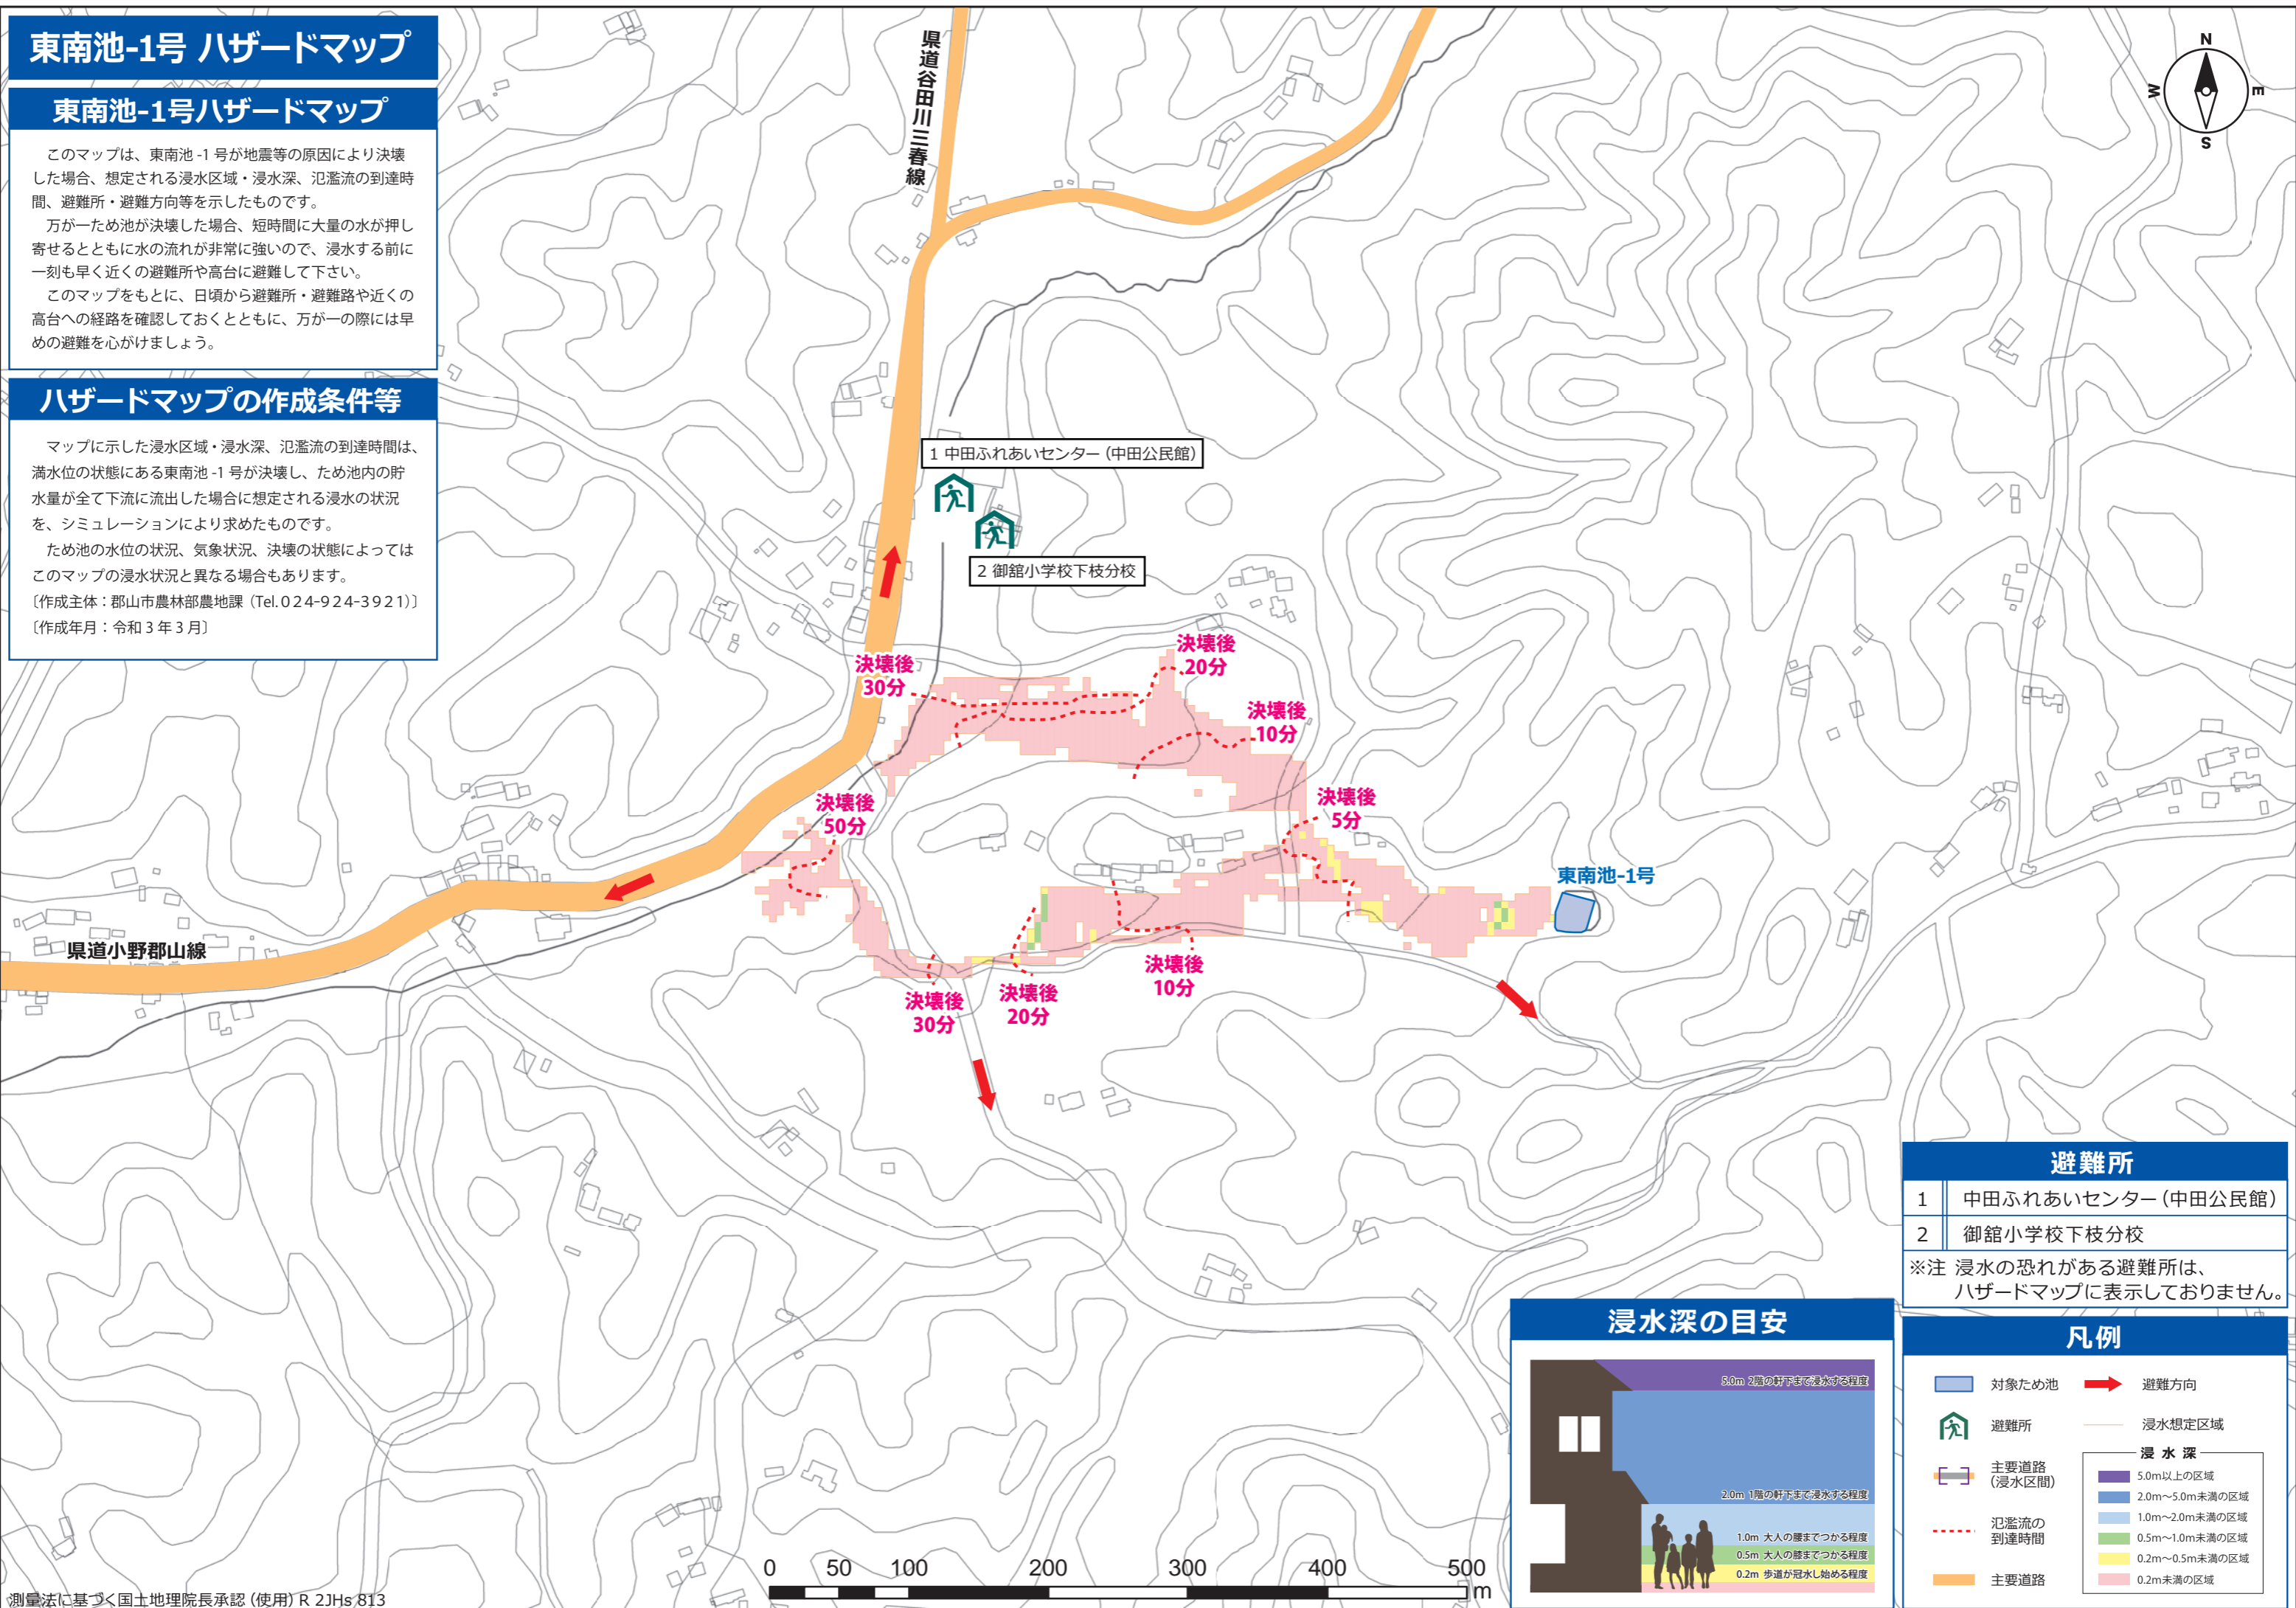 東南池-1号 ハザードマップ
東南池-1号ハザードマップ
このマップは、東南池 -1 号が地震等の原因により決壊
した場合、想定される浸水区域・浸水深、氾濫流の到達時
間、避難所・避難方向等を示したものです。
万が一ため池が決壊した場合、短時間に大量の水が押し
寄せるとともに水の流れが非常に強いので、浸水する前に
一刻も早く近くの避難所や高台に避難して下さい。
このマップをもとに、日頃から避難所・避難路や近くの
高台への経路を確認しておくとともに、万が一の際には早
めの避難を心がけましょう。
ハザードマップの作成条件等
マップに示した浸水区域・浸水深、氾濫流の到達時間は、
満水位の状態にある東南池 -1 号が決壊し、ため池内の貯
水量が全て下流に流出した場合に想定される浸水の状況
を、シミュレーションにより求めたものです。
ため池の水位の状況、気象状況、決壊の状態によっては
このマップの浸水状況と異なる場合もあります。
〔作成主体：郡山市農林部農地課（Tel.024-924-3921）〕
〔作成年月：令和 3 年 3 月〕
県道谷田川三春線
N
W
E
S
1 中田ふれあいセンター（中田公民館）
2 御舘小学校下枝分校
決壊後
20分
決壊後
30分
決壊後
10分
決壊後
5分
決壊後
50分
東南池-1号
県道小野郡山線
決壊後
10分
決壊後
20分
決壊後
30分
避難所
1 中田ふれあいセンター（中田公民館）
2 御舘小学校下枝分校
※注 浸水の恐れがある避難所は、
ハザードマップに表示しておりません。
浸水深の目安
5.0m 2階の軒下まで浸水する程度
2.0m 1階の軒下まで浸水する程度
1.0m 大人の腰までつかる程度
0.5m 大人の膝までつかる程度
0.2m 歩道が冠水し始める程度
凡例
対象ため池
避難方向
避難所
浸水想定区域
主要道路
（浸水区間）
氾濫流の
到達時間
主要道路
浸 水 深
5.0m以上の区域
2.0m～5.0m未満の区域
1.0m～2.0m未満の区域
0.5m～1.0m未満の区域
0.2m～0.5m未満の区域
0.2m未満の区域
0 50 100 200 300 400 500
m
測量法に基づく国土地理院長承認（使用）R 2JHs 813